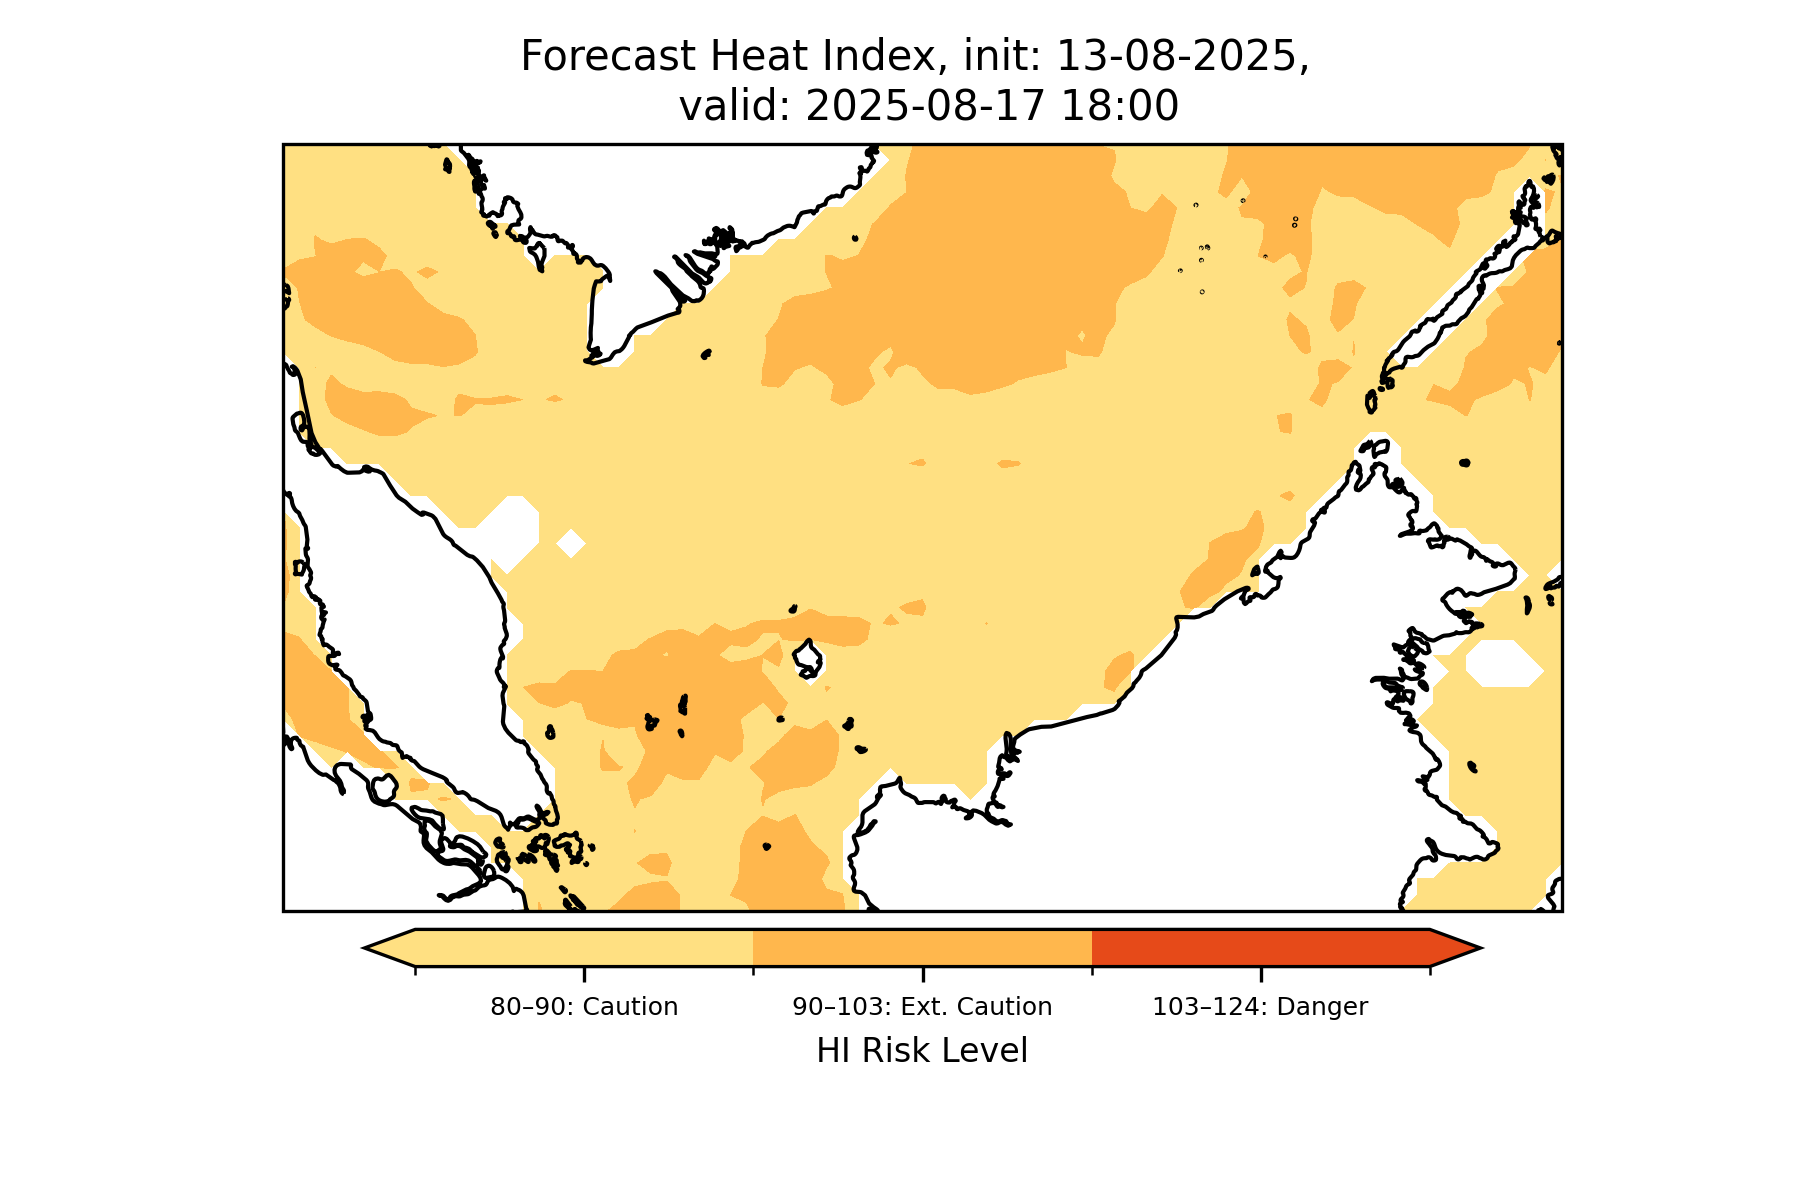 Forecast Heat Index, init: 13-08-2025,
valid: 2025-08-17 18:00
80–90: Caution
90–103: Ext. Caution
103–124: Danger
HI Risk Level